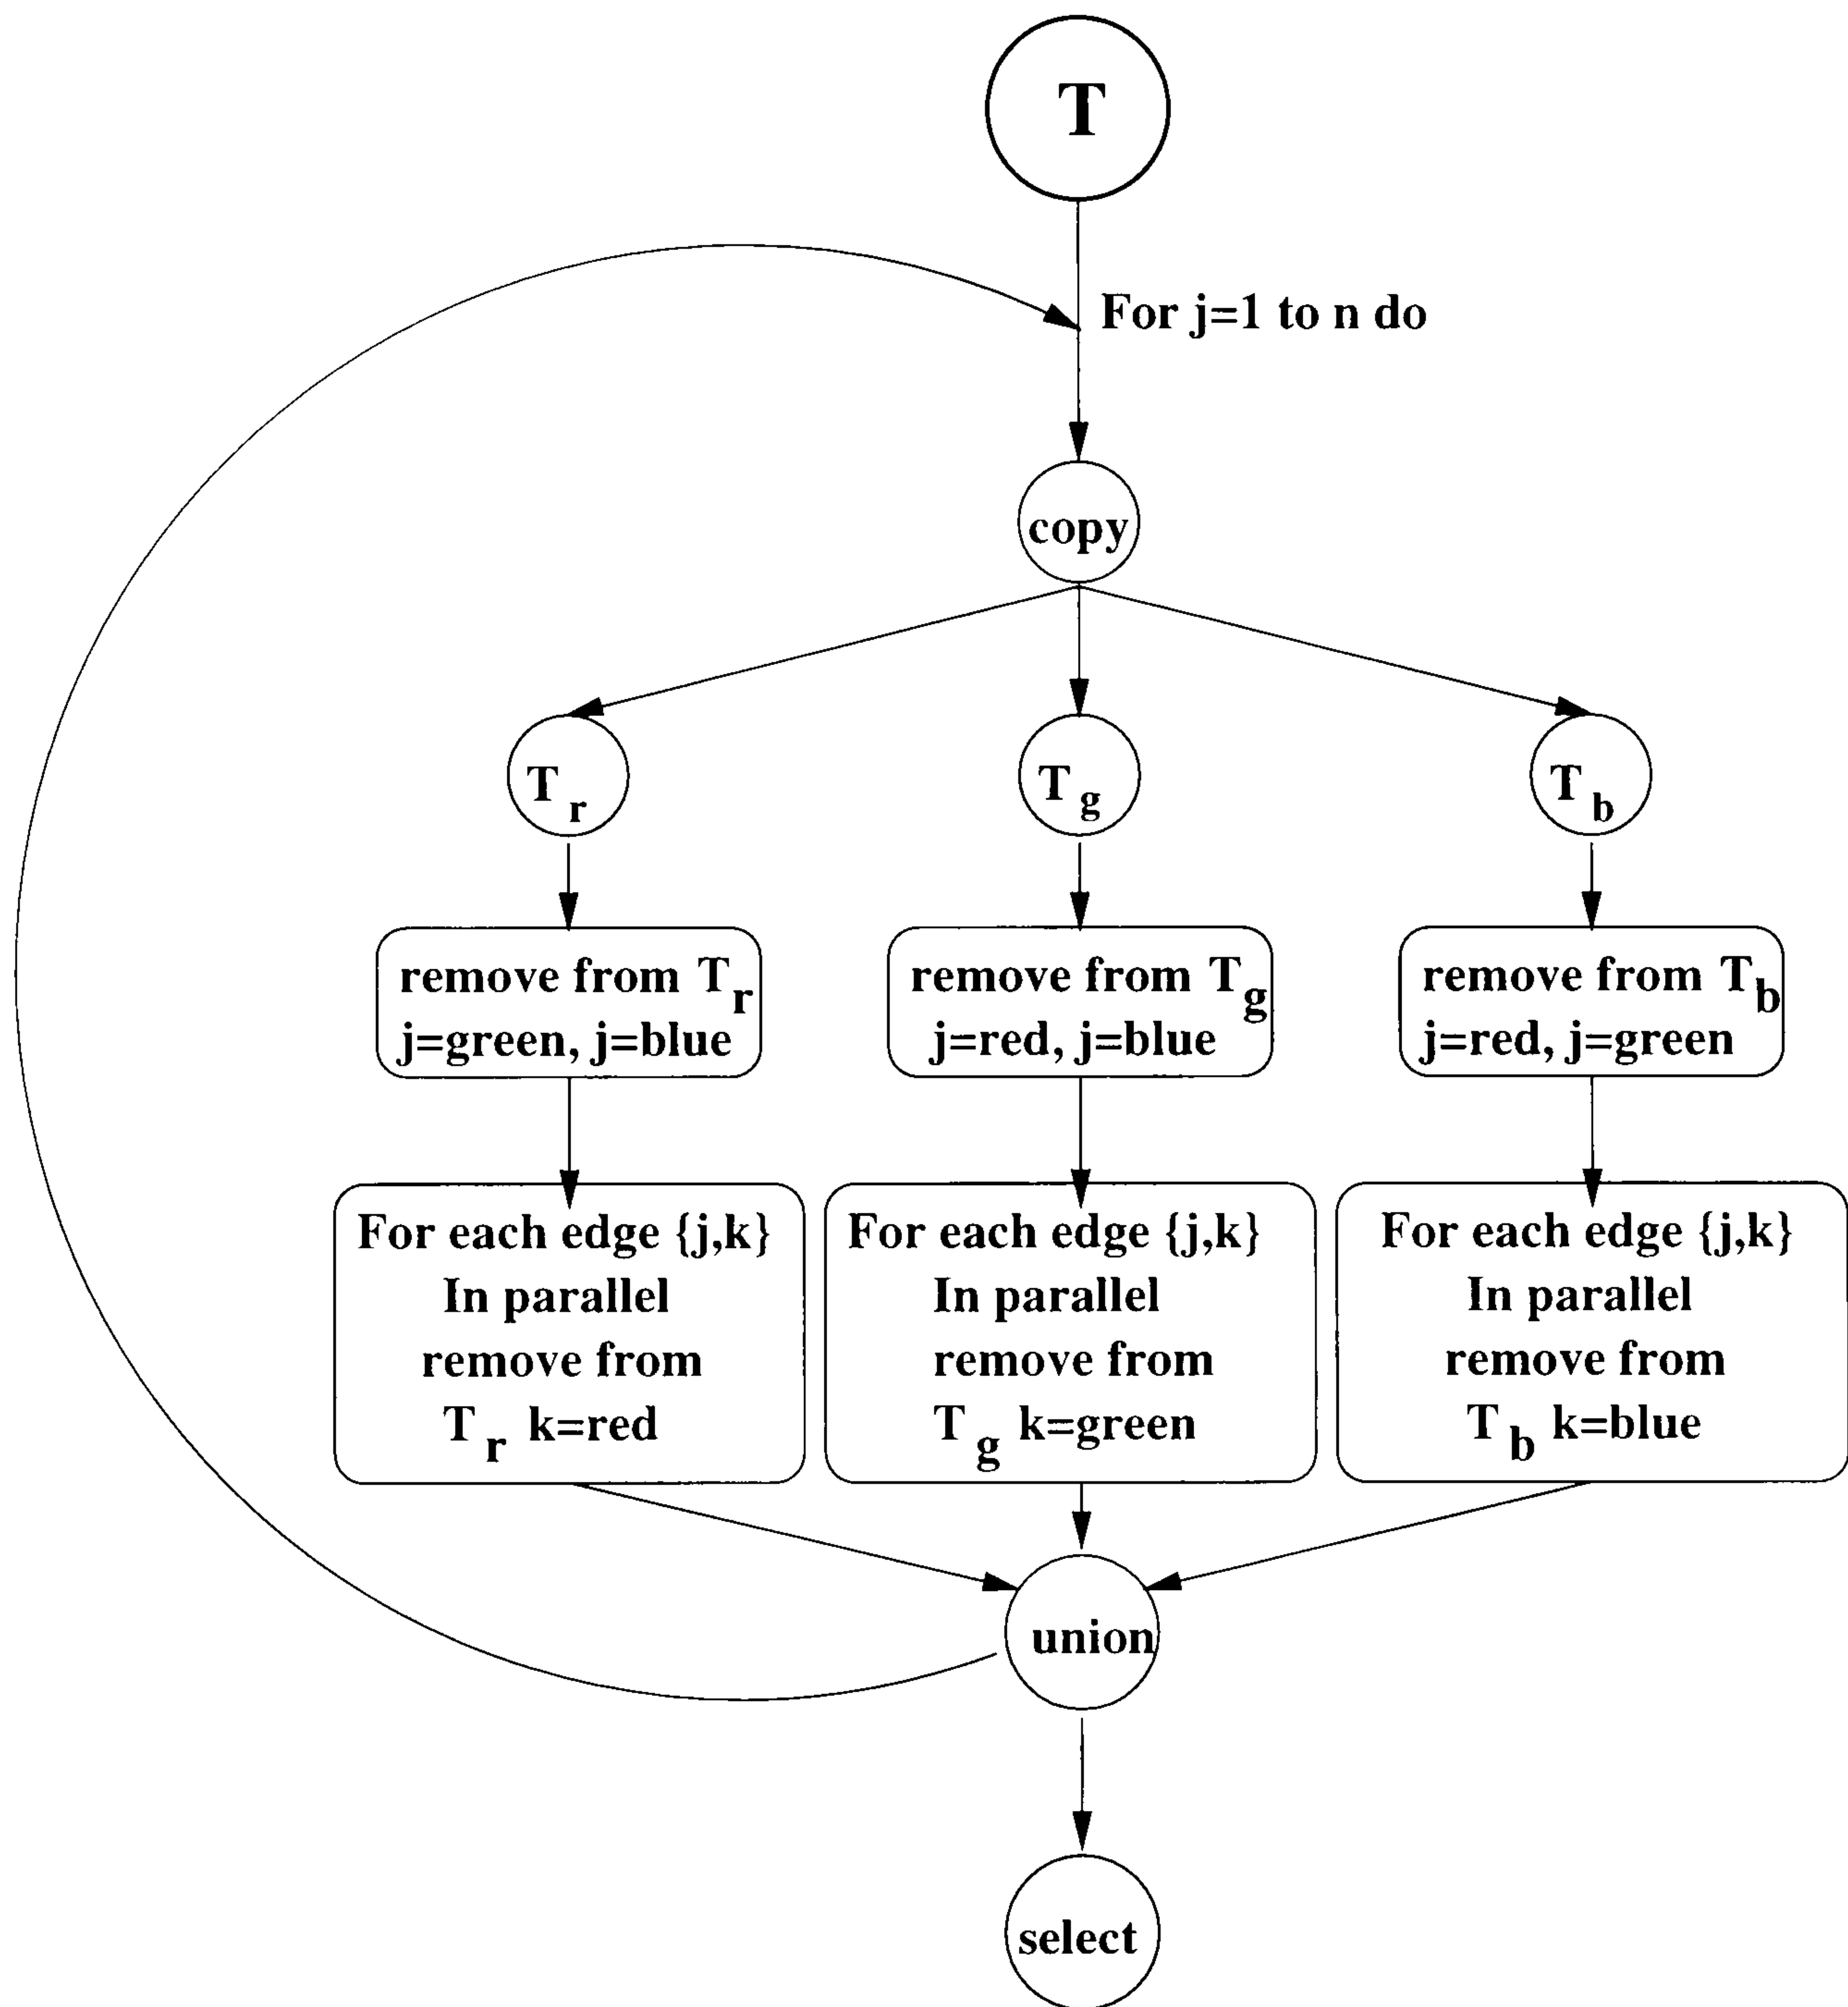 T
For j=1 to n do
copy
T r
T g
T b
remove from T r
j=green, j=blue
remove from T g
j=red, j=blue
remove from T b
j=red, j=green
For each edge {j,k}
In parallel
remove from
T r k=red
For each edge {j,k}
In parallel
remove from
T g k=green
For each edge {j,k}
In parallel
remove from
T b k=blue
union
select